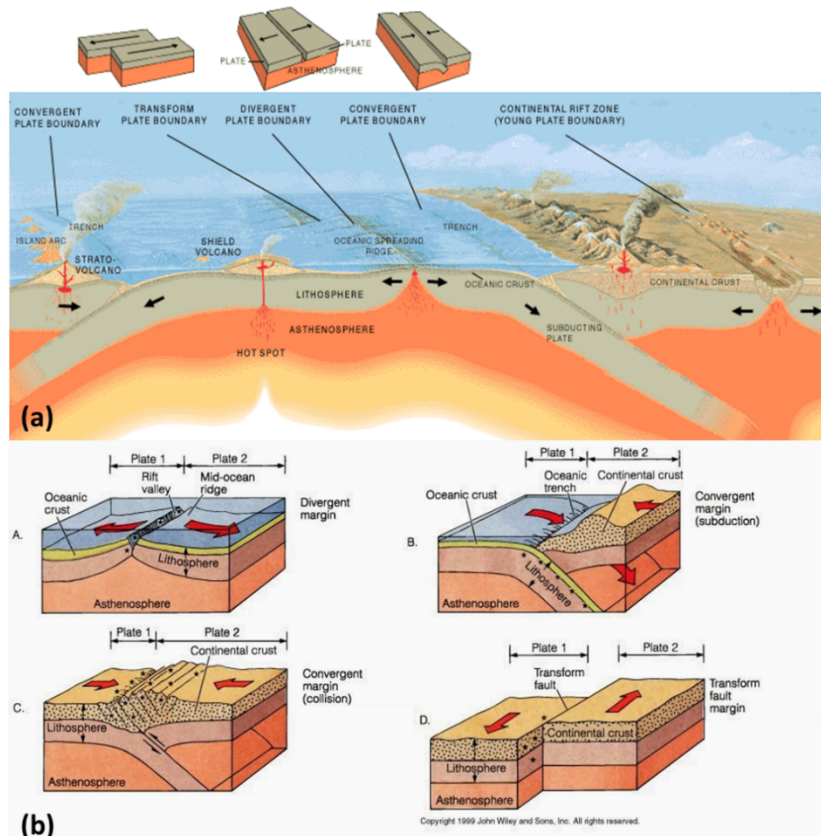 PLATE
PLATE
ASTHENOSPHERE
CONVERGENT
PLATE BOUNDARY
TRANSFORM
PLATE BOUNDARY
DIVERGENT
PLATE BOUNDARY
CONVERGENT
PLATE BOUNDARY
CONTINENTAL RIFT ZONE
(YOUNG PLATE BOUNDARY)
TRENCH
ISLAND ARC
STRATO-
VOLCANO
SHIELD
VOLCANO
OCEANIC SPREADIND
RIDGE
TRENCH
LITHOSPHERE
OCEANIC CRUST
CONTINENTAL CRUST
ASTHENOSPHERE
SUBDUCTING
PLATE
HOT SPOT
(a)
Plate 1
Plate 2
Rift
valley
Mid-ocean
ridge
Oceanic
crust
Divergent
margin
A.
Lithosphere
Asthenosphere
Plate 1
Plate 2
Oceanic
trench
Continental crust
Oceanic crust
Convergent
margin
(subduction)
B.
Lithosphere
Asthenosphere
Plate 1
Plate 2
Continental crust
Convergent
margin
(collision)
C.
Lithosphere
Asthenosphere
Plate 1
Plate 2
Transform
fault
Transform
fault
margin
D.
Continental crust
Lithosphere
Asthenosphere
Copyright 1999 John Wiley and Sons, Inc. All rights reserved.
(b)